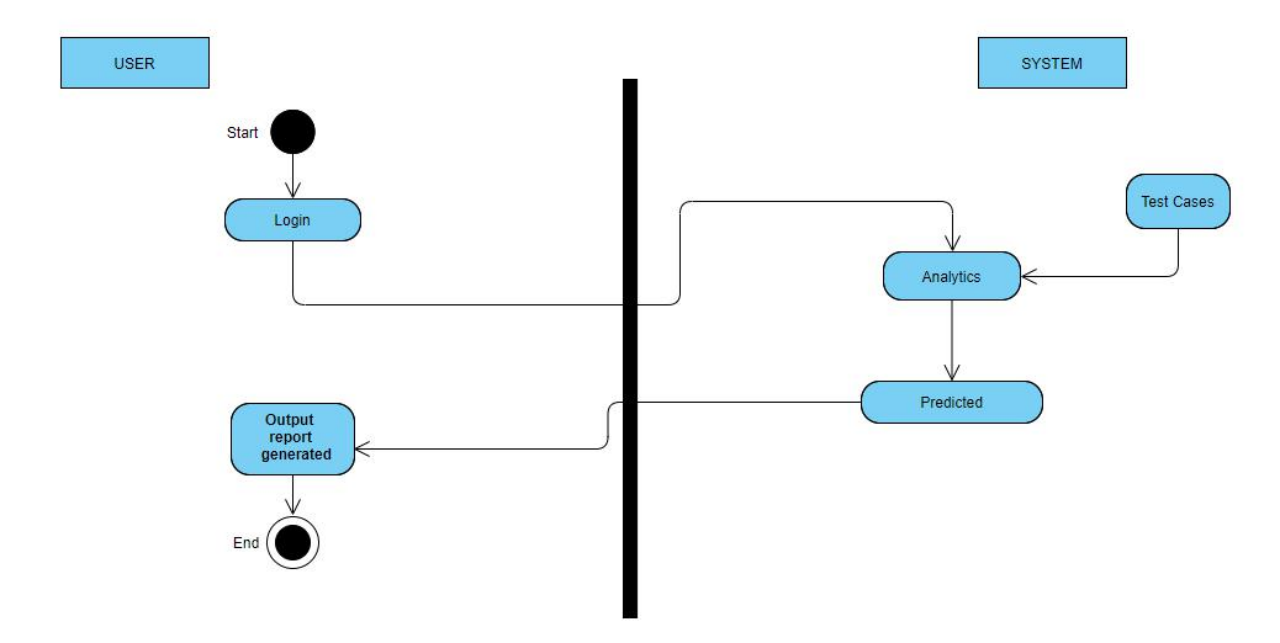 USER
SYSTEM
Start
Login
Test Cases
Analytics
Predicted
Output
report
generated
End